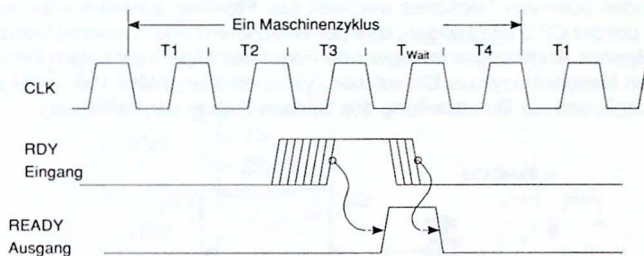 Ein Maschinenzyklus
T1 T2 T3 TWait T4 T1
CLK
RDY
Eingang
READY
Ausgang